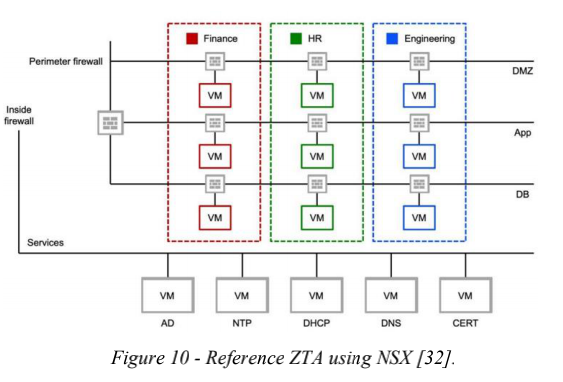 Finance
HR
Engineering
Perimeter firewall
DMZ
VM
VM
VM
Inside
firewall
App
VM
VM
VM
DB
VM
VM
VM
Services
VM
VM
VM
VM
VM
AD
NTP
DHCP
DNS
CERT
Figure 10 - Reference ZTA using NSX [32].